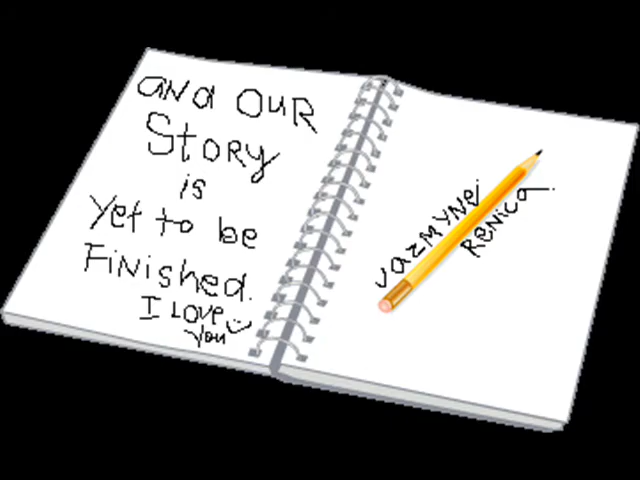 and OUR
Story
is
Yet to be
Finished.
I Love
You
Jazmyne
Renica.